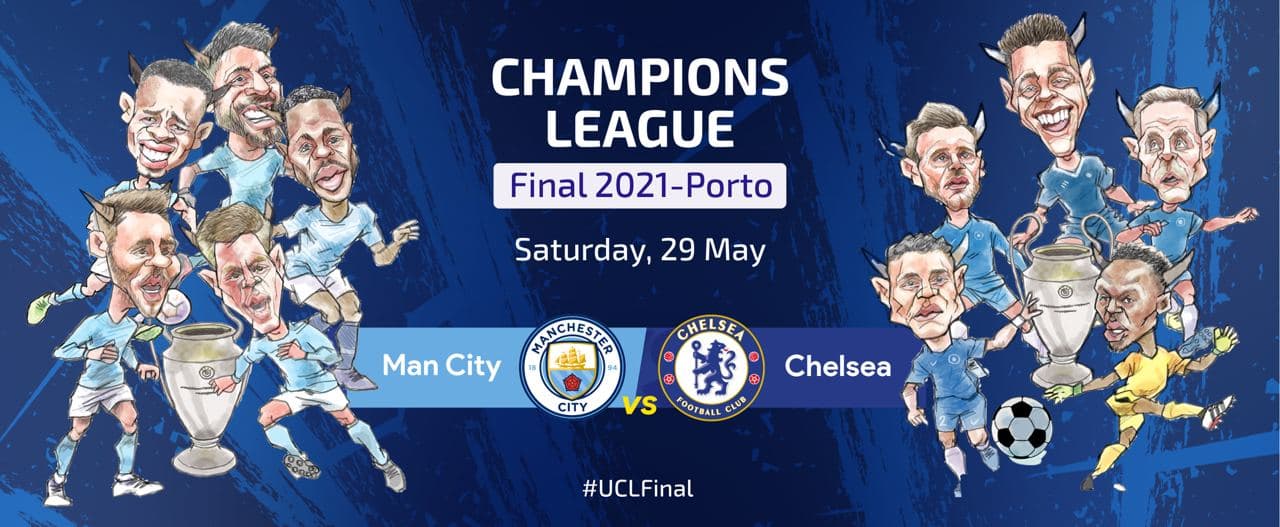 CHAMPIONS
LEAGUE
Final 2021-Porto
Saturday, 29 May
Man City
MANCHESTER
18 94
CITY
vs
CHELSEA
FOOTBALL CLUB
Chelsea
#UCLFinal